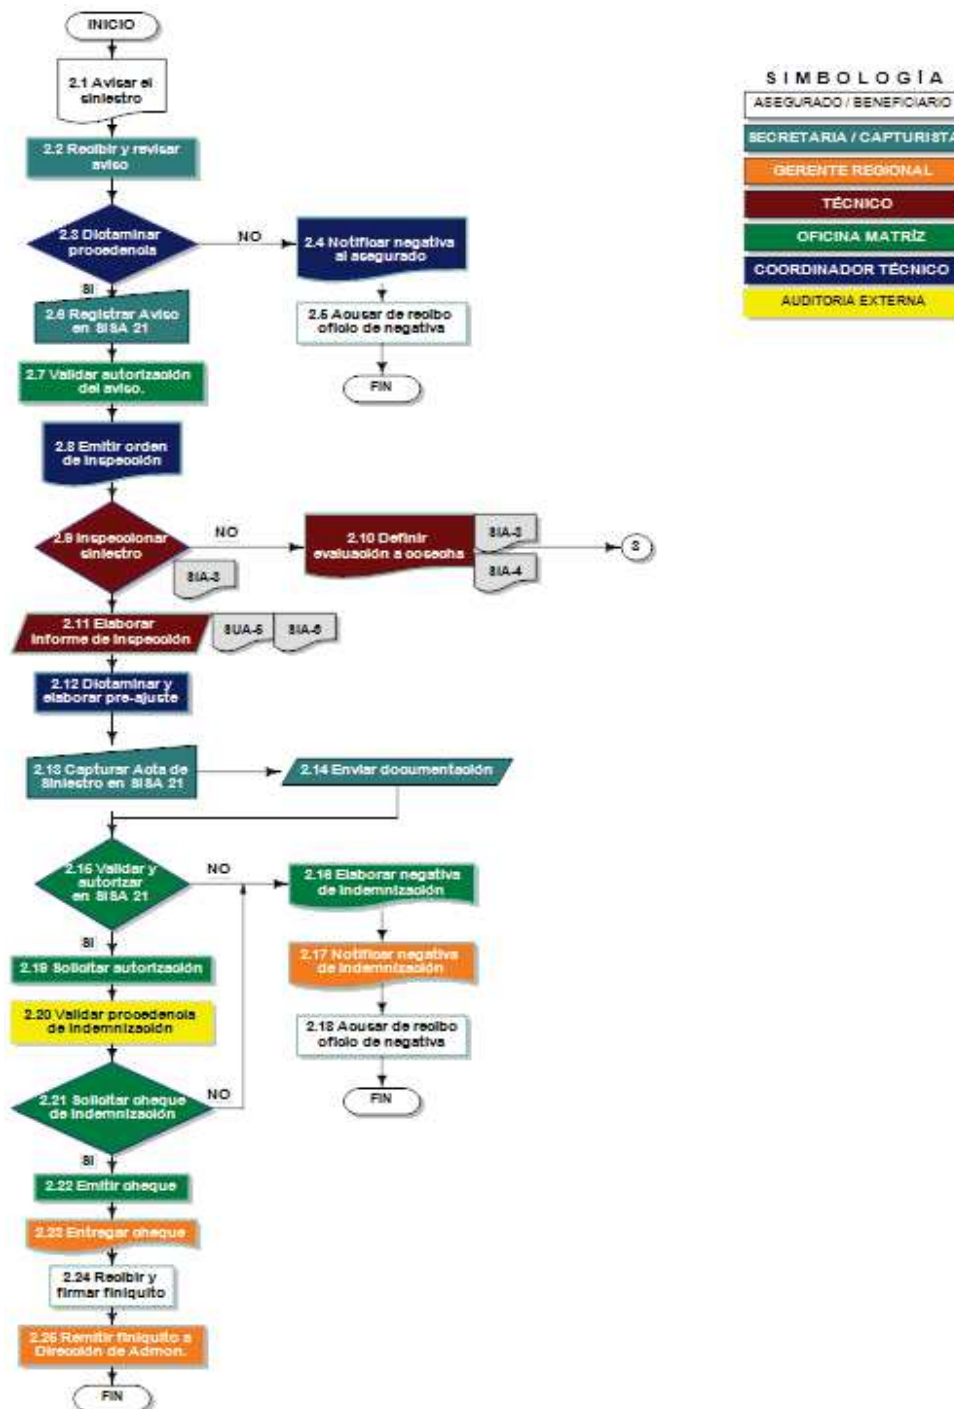 INICIO
2.1 Avisar el
siniestro
2.2 Recibir y revisar
aviso
2.3 Dictaminar
procedencia
NO
2.4 Notificar negativa
al asegurado
SI
2.5 Acusar de recibo
oficio de negativa
FIN
2.6 Registrar Aviso
en SISA 21
2.7 Validar autorización
del aviso.
2.8 Emitir orden
de inspección
2.9 Inspeccionar
siniestro
NO
SIA-3
2.10 Definir
evaluación a cosecha
SIA-3
SIA-4
3
2.11 Elaborar
Informe de Inspección
SUA-5
SIA-6
2.12 Dictaminar y
elaborar pre-ajuste
2.13 Capturar Acta de
Siniestro en SISA 21
2.14 Enviar documentación
2.15 Validar y
autorizar
en SISA 21
NO
2.16 Elaborar negativa
de Indemnización
SI
2.17 Notificar negativa
de Indemnización
2.18 Acusar de recibo
oficio de negativa
FIN
2.19 Solicitar autorización
2.20 Validar procedencia
de Indemnización
2.21 Solicitar cheque
de Indemnización
NO
SI
2.22 Emitir cheque
2.23 Entregar cheque
2.24 Recibir y
firmar finiquito
2.25 Remitir finiquito a
Dirección de Admon.
FIN
SIMBOLOGÍA
ASEGURADO / BENEFICIARIO
SECRETARIA / CAPTURISTA
GERENTE REGIONAL
TÉCNICO
OFICINA MATRÍZ
COORDINADOR TÉCNICO
AUDITORIA EXTERNA